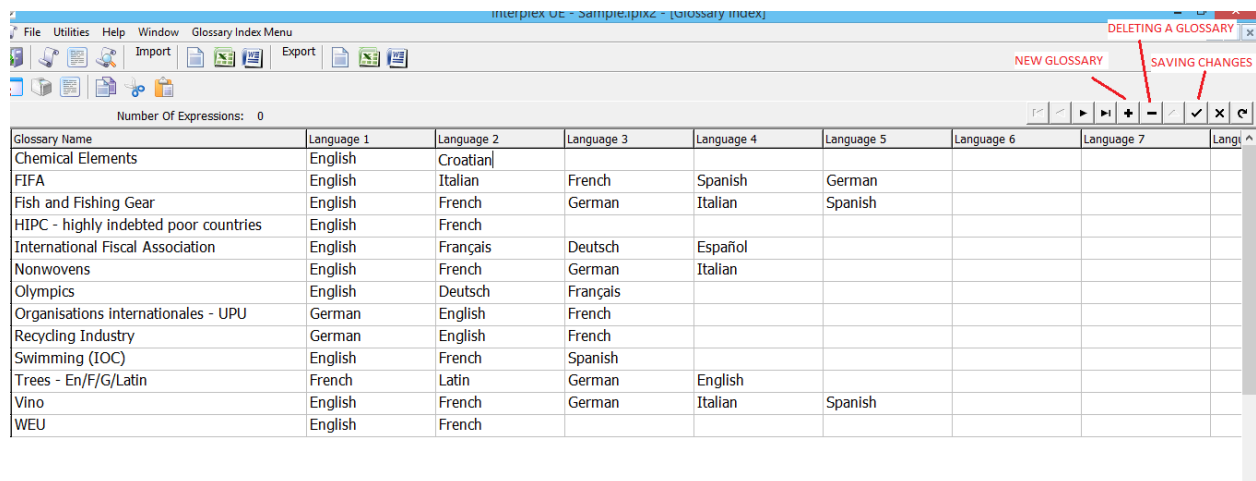 Interplex UE - Sample.ipix2 - [Glossary Index]
File Utilities Help Window Glossary Index Menu
DELETING A GLOSSARY
Import Export
NEW GLOSSARY
SAVING CHANGES
Number Of Expressions: 0
Glossary Name Language 1 Language 2 Language 3 Language 4 Language 5 Language 6 Language 7
Chemical Elements English Croatian
FIFA English Italian French Spanish German
Fish and Fishing Gear English French German Italian Spanish
HIPC - highly indebted poor countries English French
International Fiscal Association English Français Deutsch Español
Nonwovens English French German Italian
Olympics English Deutsch Français
Organisations internationales - UPU German English French
Recycling Industry German English French
Swimming (IOC) English French Spanish
Trees - En/F/G/Latin French Latin German English
Vino English French German Italian Spanish
WEU English French